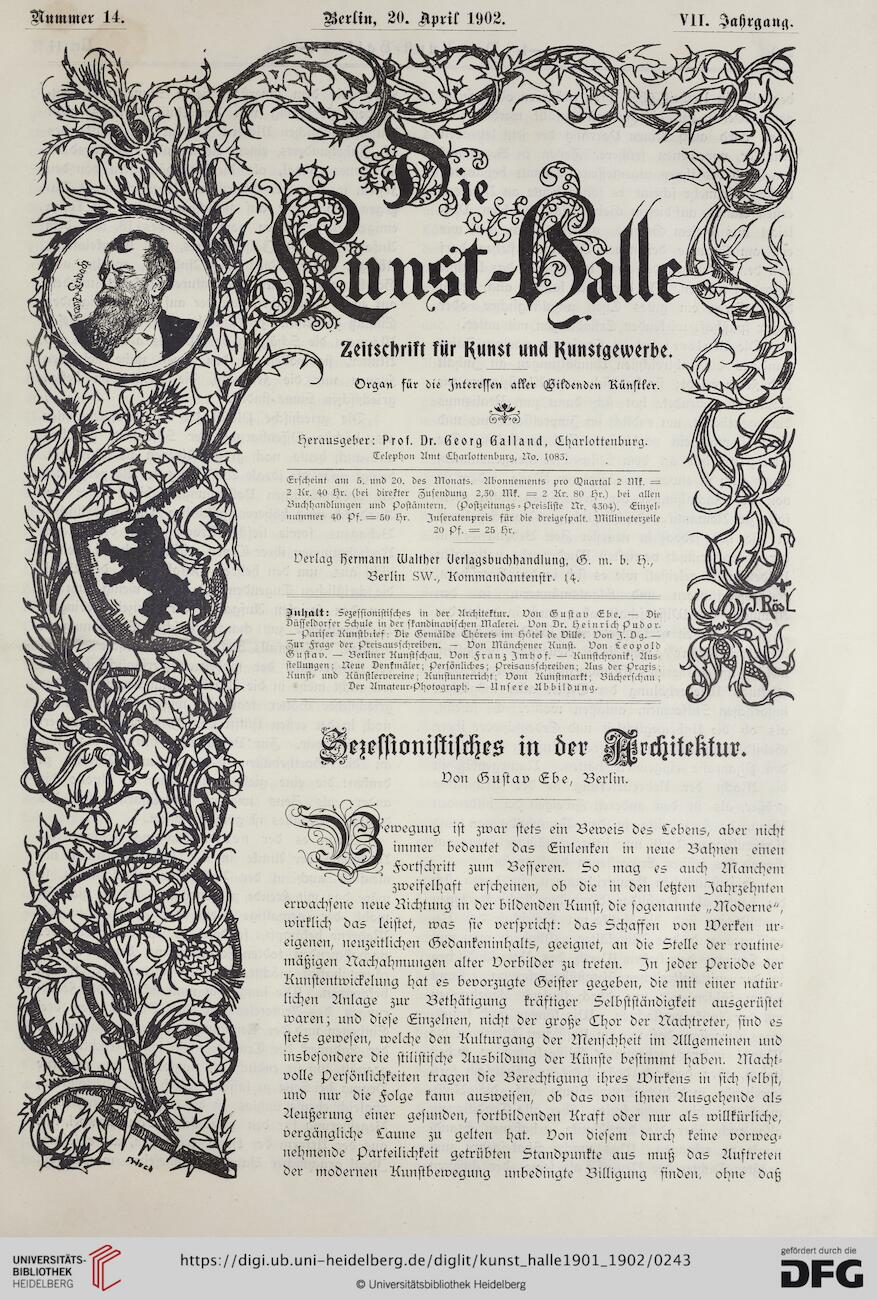 Nummer 14.
Berlin, 20. April 1902.
VII. Jahrgang.
Die
Kunst-Halle
Franz v. Lenbach
Zeitschrift für Kunst und Kunstgewerbe.
Organ für die Interessen aller Bildenden Künstler.
Herausgeber: Prof. Dr. Georg Galland, Charlottenburg.
Telephon Amt Charlottenburg, No. 1083.
Erscheint am 5. und 20. des Monats. Abonnements pro Quartal 2 Mk. =
2 Kr. 40 Hr. (bei direkter Zusendung 2,50 Mk. = 2 Kr. 80 Hr.) bei allen
Buchhandlungen und Postämtern. (Postzeitungs-Preisliste Nr. 4304). Einzel-
nummer 40 Pf. = 50 Hr. Inseratenpreis für die dreigespalt. Millimeterzeile
20 Pf. = 25 Hr.
Verlag Hermann Walther Verlagsbuchhandlung, G. m. b. H.,
Berlin SW., Kommandantenstr. 14.
Inhalt: Sezessionistisches in der Architektur. Von Gustav Ebe. — Die
Düsseldorfer Schule in der skandinavischen Malerei. Von Dr. Heinrich Pudor.
— Pariser Kunstbrief: Die Gemälde Chérets im Hôtel de Ville. Von J. Og. —
Zur Frage der Preisausschreiben. — Von Münchener Kunst. Von Leopold
Gustav. — Berliner Kunstschau. Von Franz Imhof. — Kunstchronik; Aus-
stellungen; Neue Denkmäler; Persönliches; Preisausschreiben; Aus der Praxis;
Kunst- und Künstlervereine; Kunstunterricht; Vom Kunstmarkt; Bücherschau;
Der Amateur-Photograph. — Unsere Abbildung.
J. Rösl
Sezessionistisches in der Architektur.
Von Gustav Ebe, Berlin.
Bewegung ist zwar stets ein Beweis des Lebens, aber nicht
immer bedeutet das Einlenken in neue Bahnen einen
Fortschritt zum Besseren. So mag es auch Manchem
zweifelhaft erscheinen, ob die in den letzten Jahrzehnten
erwachsene neue Richtung in der bildenden Kunst, die sogenannte „Moderne“,
wirklich das leistet, was sie verspricht: das Schaffen von Werken ur-
eigenen, neuzeitlichen Gedankeninhalts, geeignet, an die Stelle der routine-
mäßigen Nachahmungen alter Vorbilder zu treten. In jeder Periode der
Kunstentwickelung hat es bevorzugte Geister gegeben, die mit einer natür-
lichen Anlage zur Bethätigung kräftiger Selbstständigkeit ausgerüstet
waren; und diese Einzelnen, nicht der große Chor der Nachtreter, sind es
stets gewesen, welche den Kulturgang der Menschheit im Allgemeinen und
insbesondere die stilistische Ausbildung der Künste bestimmt haben. Macht-
volle Persönlichkeiten tragen die Berechtigung ihres Wirkens in sich selbst,
und nur die Folge kann ausweisen, ob das von ihnen Ausgehende als
Aeußerung einer gesunden, fortbildenden Kraft oder nur als willkürliche,
vergängliche Laune zu gelten hat. Von diesem durch keine vorweg-
nehmende Parteilichkeit getrübten Standpunkte aus muß das Auftreten
der modernen Kunstbewegung unbedingte Billigung finden, ohne daß
UNIVERSITÄTS-
BIBLIOTHEK
HEIDELBERG
https://digi.ub.uni-heidelberg.de/diglit/kunst_halle1901_1902/0243
© Universitätsbibliothek Heidelberg
gefördert durch die
DFG